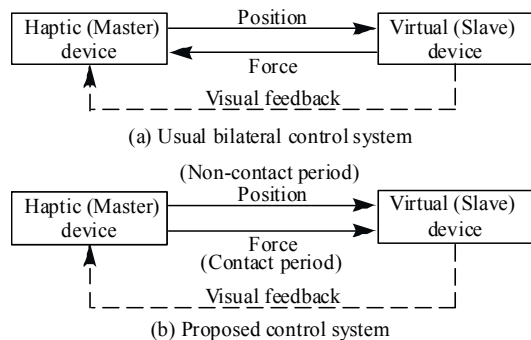 Haptic (Master)
device
Position
Force
Virtual (Slave)
device
Visual feedback
(a) Usual bilateral control system
(Non-contact period)
Haptic (Master)
device
Position
Force
(Contact period)
Virtual (Slave)
device
Visual feedback
(b) Proposed control system